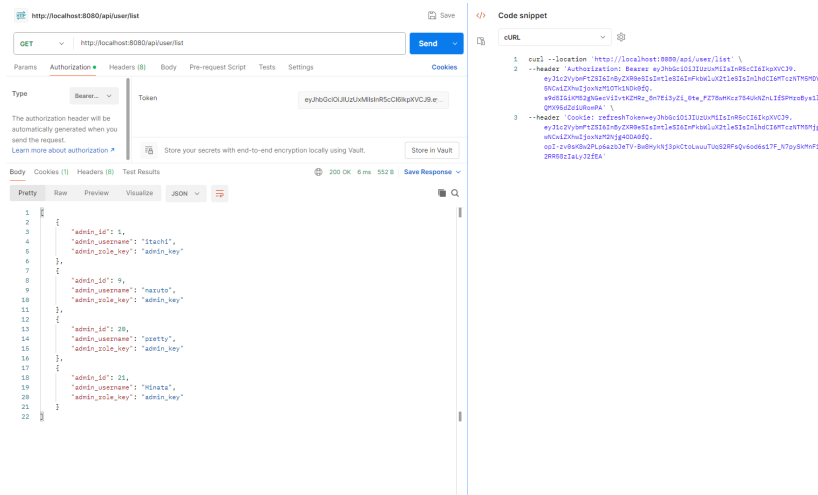 http://localhost:8080/api/user/list
Save
GET
http://localhost:8080/api/user/list
Send
Params Authorization Headers (8) Body Pre-request Script Tests Settings
Cookies
Type
Bearer...
The authorization header will be
automatically generated when you
send the request.
Learn more about authorization ↗
Token
eyJhbGciOiJIUzUxMiIsInR5cCI6IkpXVCJ9.e
Store your secrets with end-to-end encryption locally using Vault.
Store in Vault
Body Cookies (1) Headers (8) Test Results
200 OK 6 ms 552 B Save Response
Pretty Raw Preview Visualize JSON
1 [
2 {
3 "admin_id": 1,
4 "admin_username": "itachi",
5 "admin_role_key": "admin_key"
6 },
7 {
8 "admin_id": 9,
9 "admin_username": "naruto",
10 "admin_role_key": "admin_key"
11 },
12 {
13 "admin_id": 20,
14 "admin_username": "pretty",
15 "admin_role_key": "admin_key"
16 },
17 {
18 "admin_id": 21,
19 "admin_username": "Hinata",
20 "admin_role_key": "admin_key"
21 }
22 ]
Code snippet
cURL
1 curl --location 'http://localhost:8080/api/user/list' \
2 --header 'Authorization: Bearer eyJhbGciOiJIUzUxMiIsInR5cCI6IkpXVCJ9.
3 --header 'Cookie: refreshToken=eyJhbGciOiJIUzUxMiIsInR5cCI6IkpXVCJ9.